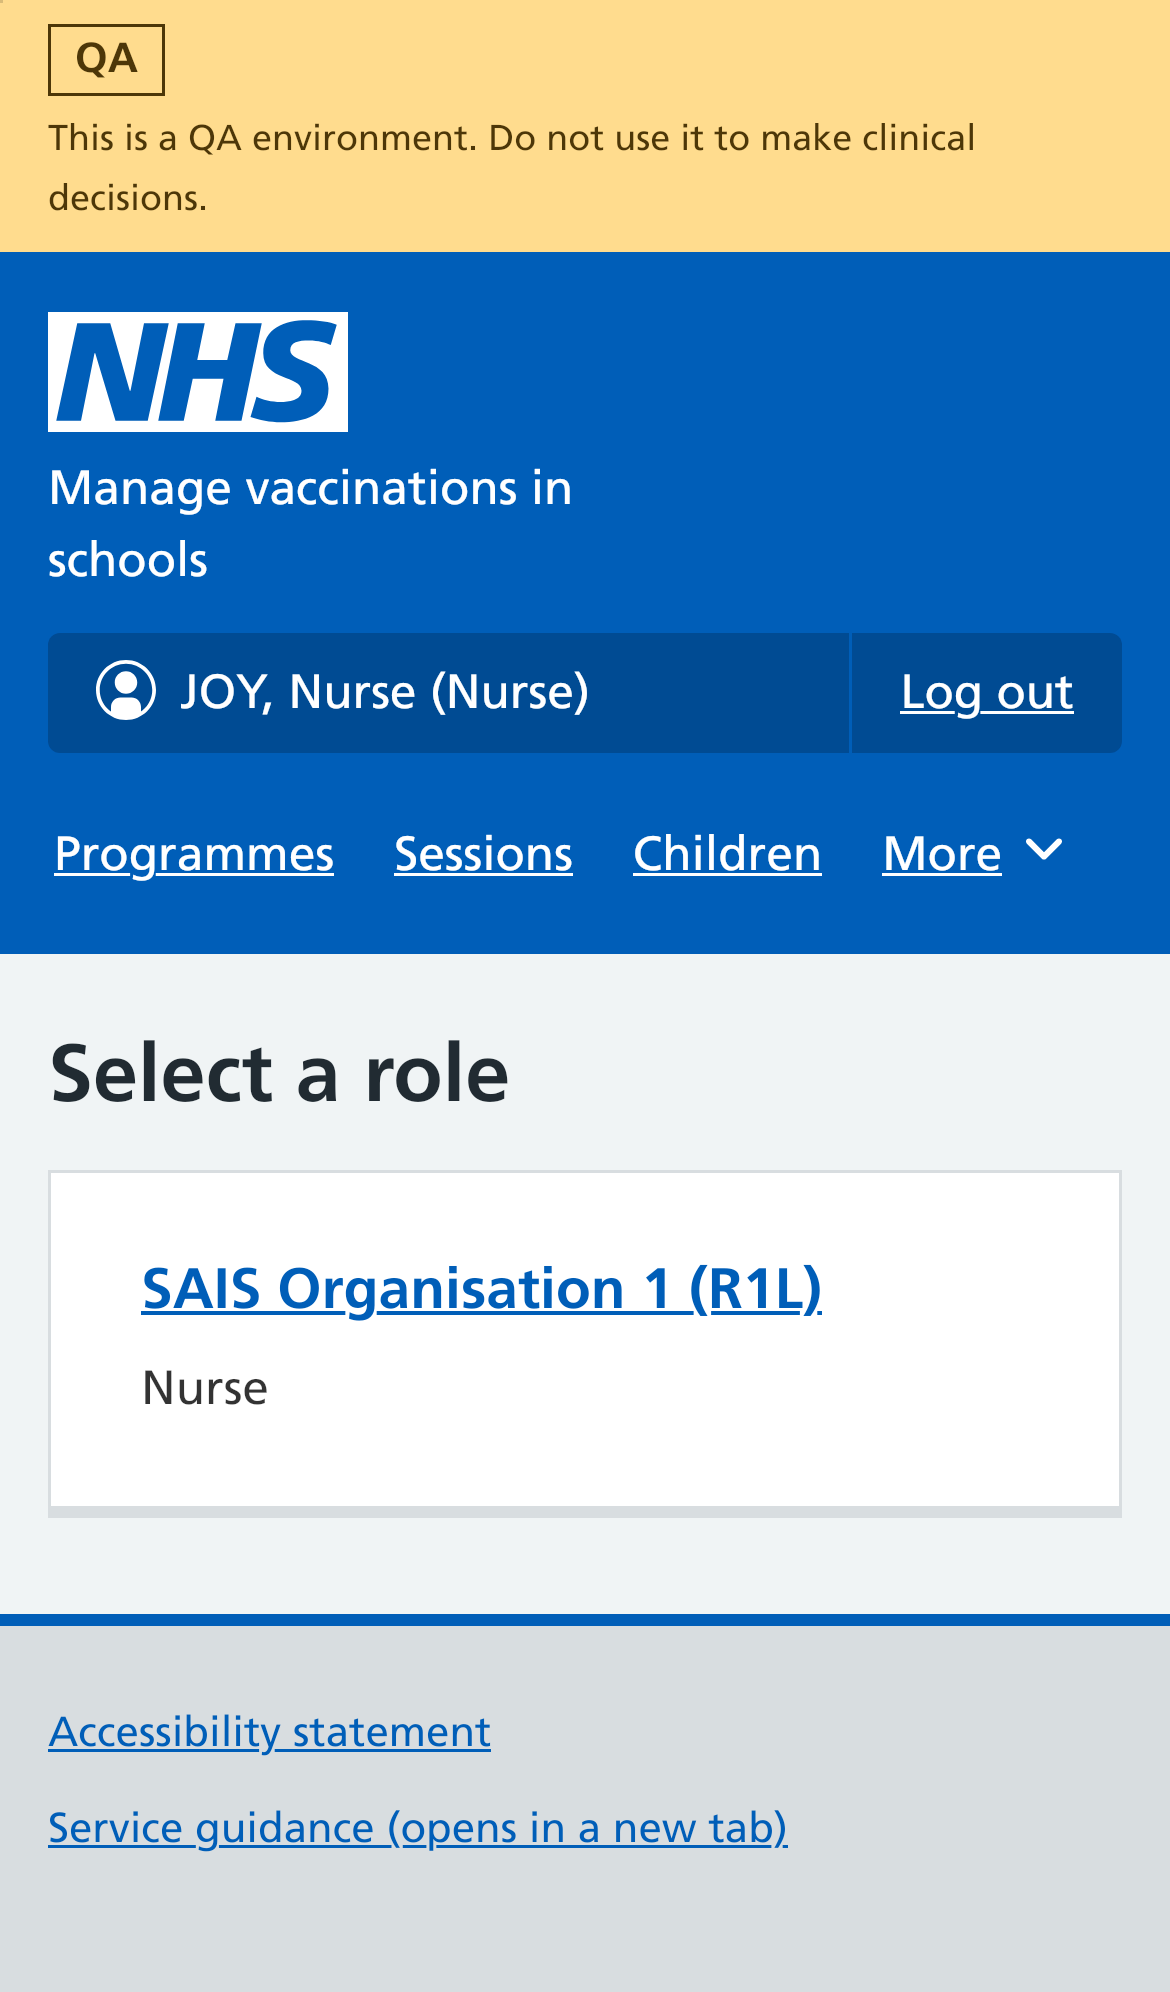 QA
This is a QA environment. Do not use it to make clinical
decisions.
NHS
Manage vaccinations in
schools
JOY, Nurse (Nurse)
Log out
Programmes Sessions Children More
Select a role
SAIS Organisation 1 (R1L)
Nurse
Accessibility statement
Service guidance (opens in a new tab)